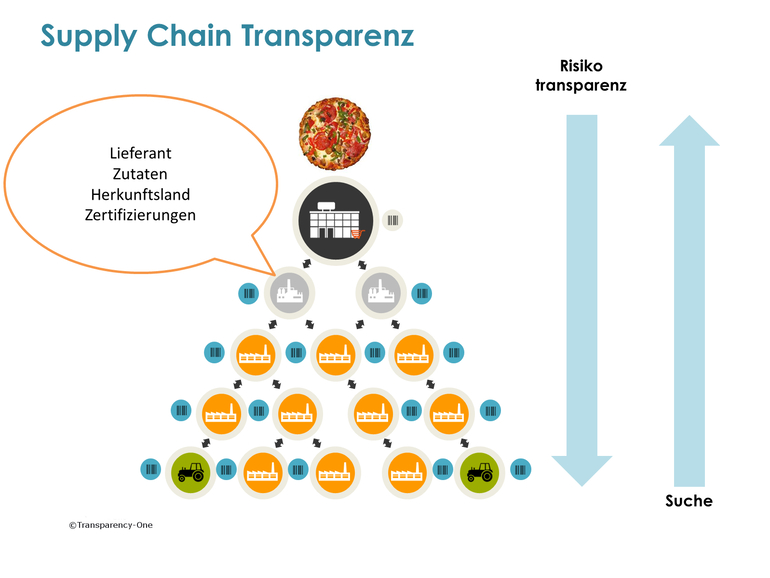 Supply Chain Transparenz
Risiko
transparenz
Lieferant
Zutaten
Herkunftsland
Zertifizierungen
Suche
©Transparency-One